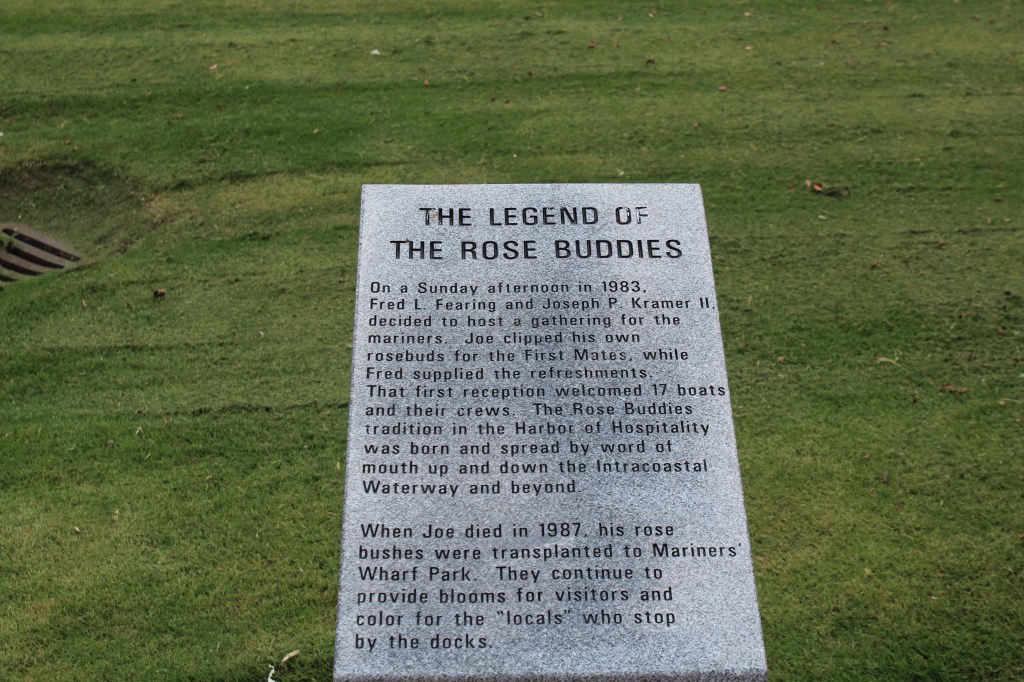 THE LEGEND OF
THE ROSE BUDDIES
On a Sunday afternoon in 1983,
Fred L. Fearing and Joseph P. Kramer II,
decided to host a gathering for the
mariners. Joe clipped his own
rosebuds for the First Mates, while
Fred supplied the refreshments.
That first reception welcomed 17 boats
and their crews. The Rose Buddies
tradition in the Harbor of Hospitality
was born and spread by word of
mouth up and down the Intracoastal
Waterway and beyond.
When Joe died in 1987, his rose
bushes were transplanted to Mariners'
Wharf Park. They continue to
provide blooms for visitors and
color for the "locals" who stop
by the docks.